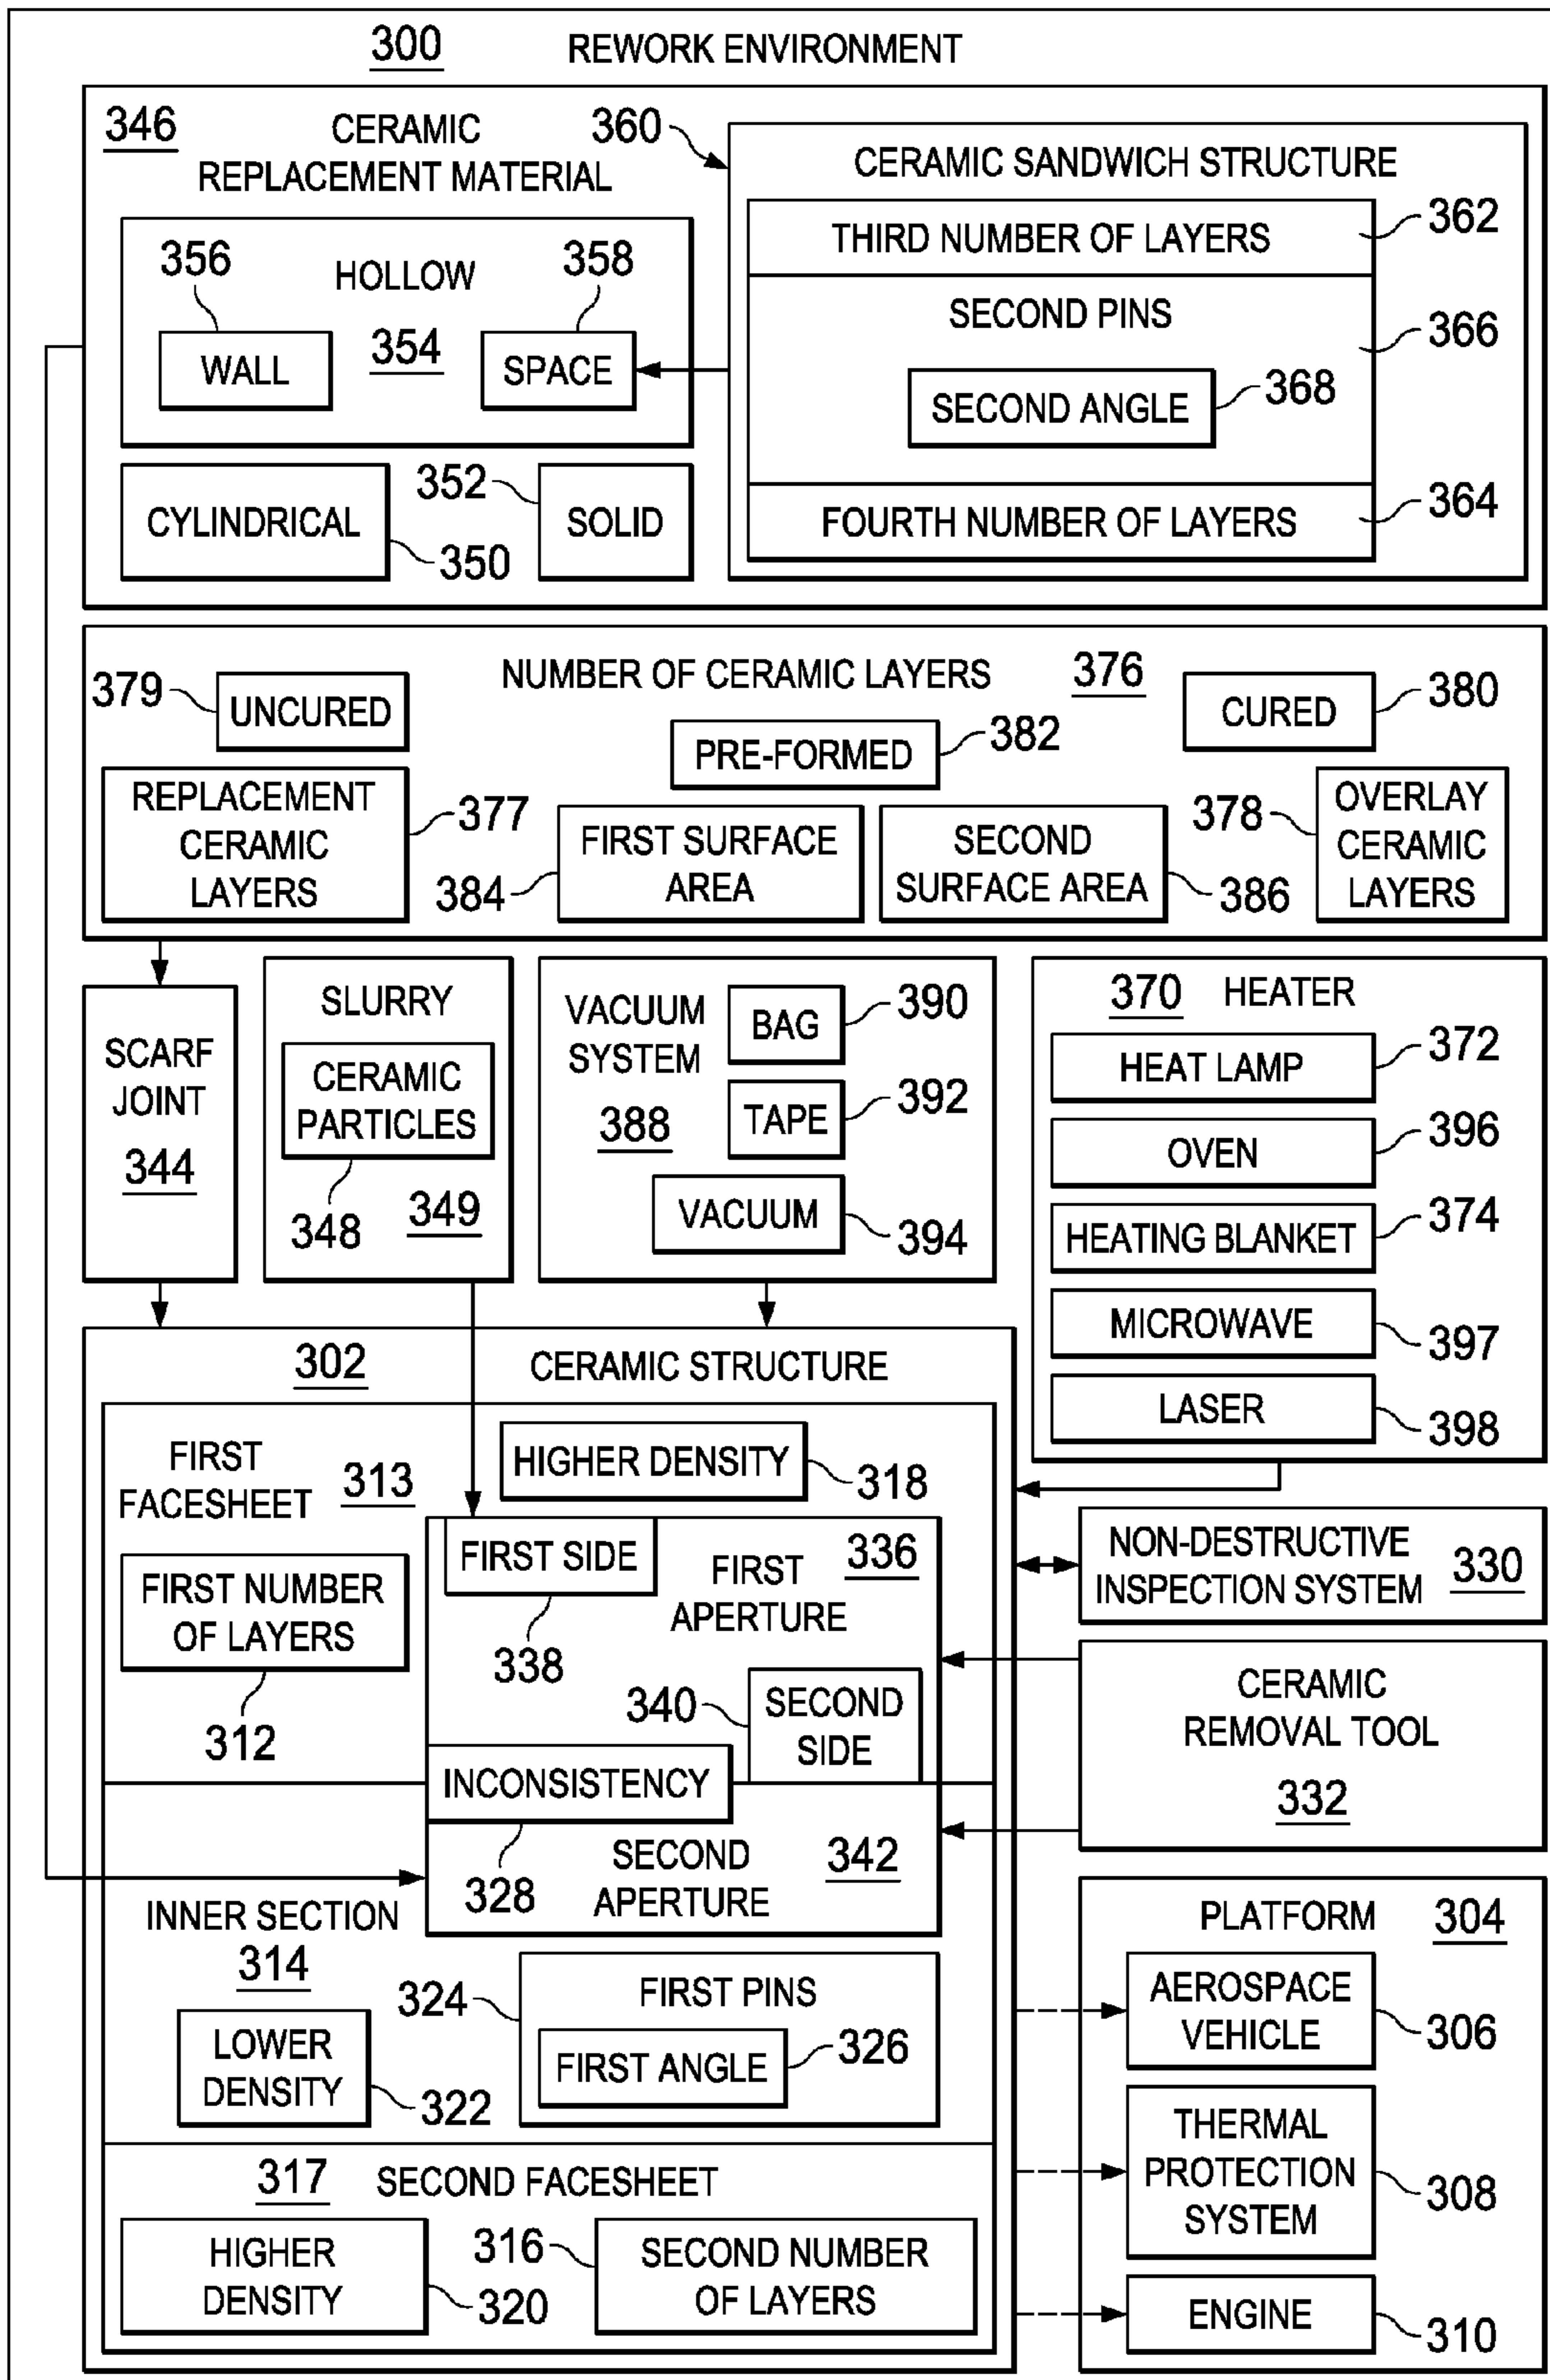 300 REWORK ENVIRONMENT
346 CERAMIC
REPLACEMENT MATERIAL
360
CERAMIC SANDWICH STRUCTURE
THIRD NUMBER OF LAYERS
362
SECOND PINS
366
SECOND ANGLE
368
FOURTH NUMBER OF LAYERS
364
356
HOLLOW
358
WALL
354
SPACE
CYLINDRICAL
350
352
SOLID
NUMBER OF CERAMIC LAYERS 376
379
UNCURED
PRE-FORMED
382
CURED
380
REPLACEMENT
CERAMIC
LAYERS
377
384
FIRST SURFACE
AREA
SECOND
SURFACE AREA
386
378
OVERLAY
CERAMIC
LAYERS
SCARF
JOINT
344
SLURRY
CERAMIC
PARTICLES
348
349
VACUUM
SYSTEM
388
BAG
390
TAPE
392
VACUUM
394
370 HEATER
HEAT LAMP
372
OVEN
396
HEATING BLANKET
374
MICROWAVE
397
LASER
398
302 CERAMIC STRUCTURE
FIRST
FACESHEET
313
HIGHER DENSITY
318
FIRST NUMBER
OF LAYERS
312
FIRST SIDE
338
FIRST
APERTURE
336
340
SECOND
SIDE
INCONSISTENCY
328
SECOND
APERTURE
342
NON-DESTRUCTIVE
INSPECTION SYSTEM
330
CERAMIC
REMOVAL TOOL
332
INNER SECTION
314
LOWER
DENSITY
322
324
FIRST PINS
FIRST ANGLE
326
317 SECOND FACESHEET
HIGHER
DENSITY
320
316
SECOND NUMBER
OF LAYERS
PLATFORM 304
AEROSPACE
VEHICLE
306
THERMAL
PROTECTION
SYSTEM
308
ENGINE
310